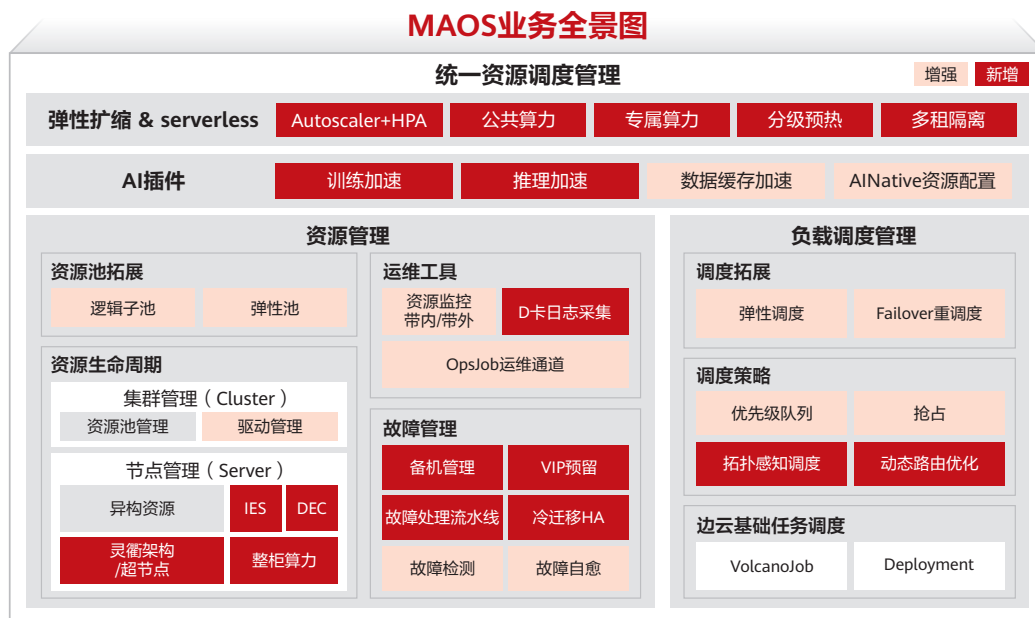 MAOS业务全景图
统一资源调度管理
增强
新增
弹性扩缩 & serverless
Autoscaler+HPA
公共算力
专属算力
分级预热
多租隔离
AI插件
训练加速
推理加速
数据缓存加速
AINative资源配置
资源管理
资源池拓展
逻辑子池
弹性池
资源生命周期
集群管理（Cluster）
资源池管理
驱动管理
节点管理（Server）
异构资源
IES
DEC
灵衢架构
/超节点
整柜算力
运维工具
资源监控
带内/带外
D卡日志采集
OpsJob运维通道
故障管理
备机管理
VIP预留
故障处理流水线
冷迁移HA
故障检测
故障自愈
负载调度管理
调度拓展
弹性调度
Failover重调度
调度策略
优先级队列
抢占
拓扑感知调度
动态路由优化
边云基础任务调度
VolcanoJob
Deployment